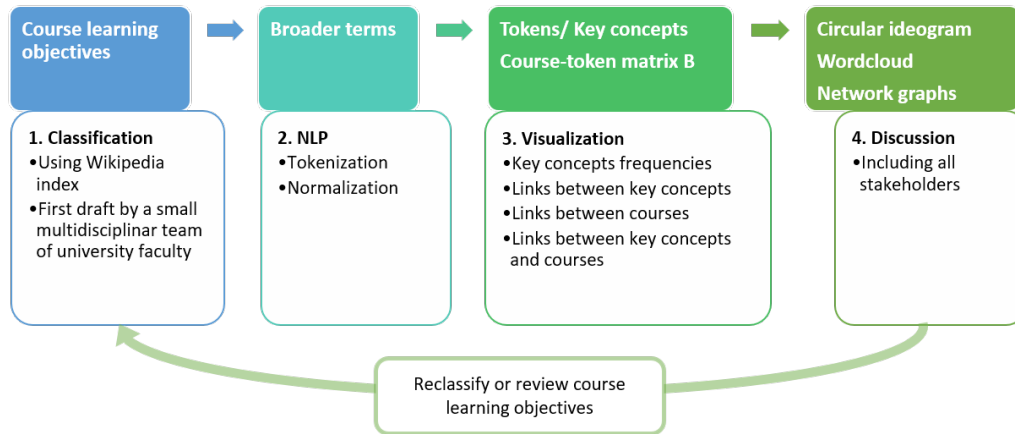 Course learning
objectives
Broader terms
Tokens/ Key concepts
Course-token matrix B
Circular ideogram
Wordcloud
Network graphs
1. Classification
•Using Wikipedia
index
•First draft by a small
multidisciplinar team
of university faculty
2. NLP
•Tokenization
•Normalization
3. Visualization
•Key concepts frequencies
•Links between key concepts
•Links between courses
•Links between key concepts
and courses
4. Discussion
•Including all
stakeholders
Reclassify or review course
learning objectives